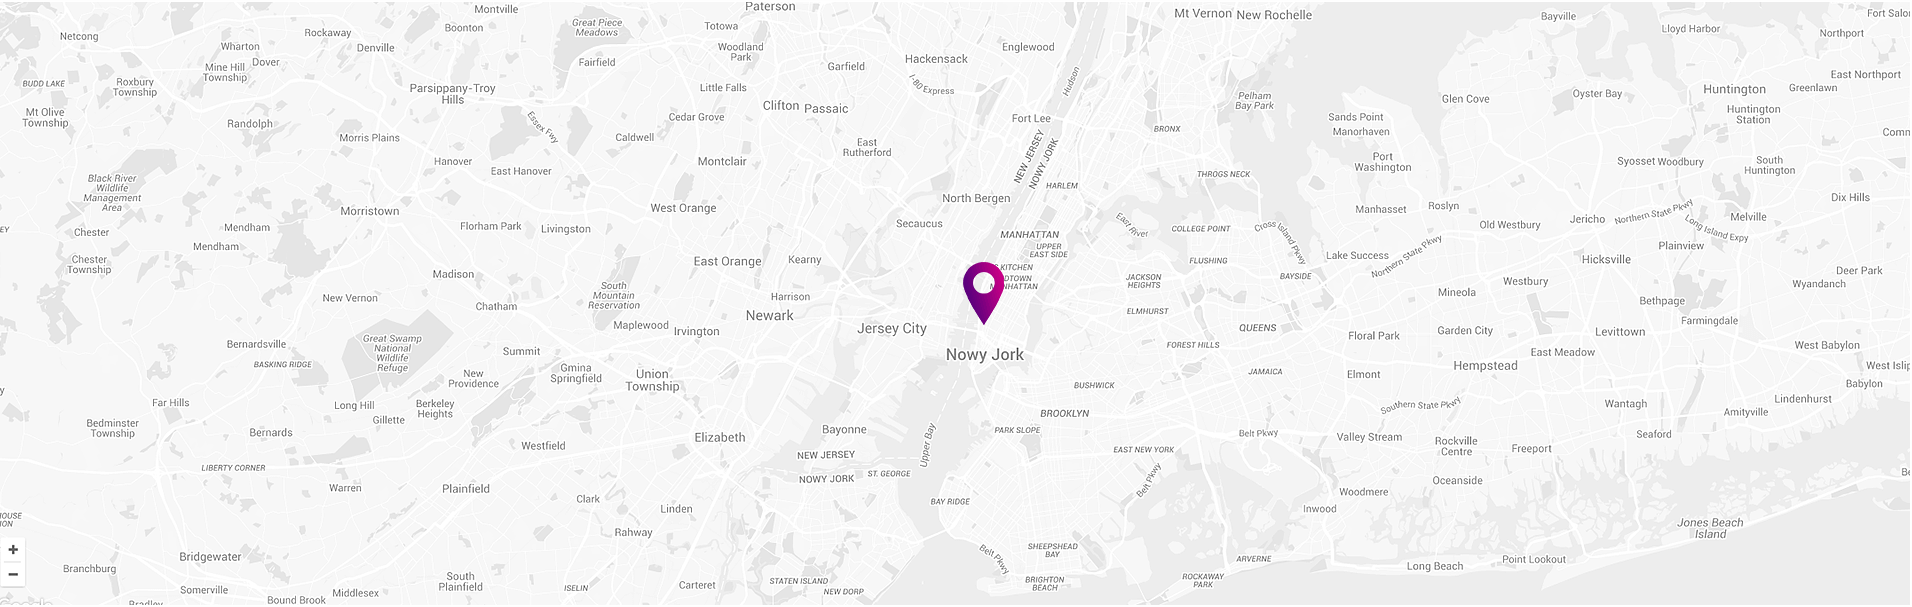 Montville
Paterson
Mt Vernon New Rochelle
Bayville
Fort Salo
Netcong
Rockaway
Boonton
Great Piece
Meadows
Totowa
Lloyd Harbor
Northport
Wharton
Denville
Woodland
Park
Englewood
Mine Hill
Township
Dover
Fairfield
Garfield
Hackensack
Hudson
East Northport
BUDD LAKE
Roxbury
Township
Parsippany-Troy
Hills
Little Falls
I-80 Express
Pelham
Bay Park
Glen Cove
Oyster Bay
Huntington
Greenlawn
Mt Olive
Township
Randolph
Essex Fwy
Cedar Grove
Clifton
Passaic
Fort Lee
Sands Point
Manorhaven
Huntington
Station
Morris Plains
Caldwell
East
Rutherford
NEW JERSEY
NOWY JORK
BRONX
Comm
Hanover
East Hanover
Montclair
Port
Washington
Syosset
Woodbury
South
Huntington
Black River
Wildlife
Management
Area
HARLEM
THROGS NECK
Morristown
West Orange
North Bergen
Manhasset
Roslyn
Jericho
Northern State Pkwy
Dix Hills
Chester
Mendham
Mendham
Florham Park
Livingston
Secaucus
MANHATTAN
UPPER
EAST SIDE
East River
COLLEGE POINT
Cross Island Pkwy
Old Westbury
Long Island Expy
Melville
Chester
Township
Madison
East Orange
Kearny
KITCHEN
MANHATTAN
FLUSHING
Lake Success
Northern State Pkwy
Plainview
Hicksville
New Vernon
Chatham
South
Mountain
Reservation
Harrison
JACKSON
HEIGHTS
BAYSIDE
Mineola
Westbury
Deer Park
Wyandanch
Bethpage
Maplewood
Irvington
Newark
Jersey City
ELMHURST
QUEENS
Floral Park
Garden City
Levittown
Farmingdale
Bernardsville
BASKING RIDGE
Great Swamp
National
Wildlife
Refuge
Summit
Nowy Jork
FOREST HILLS
East Meadow
West Babylon
New
Providence
Gmina
Springfield
Union
Township
BUSHWICK
JAMAICA
Elmont
Hempstead
West Islip
Babylon
Far Hills
Long Hill
Gillette
Berkeley
Heights
BROOKLYN
Southern State Pkwy
Wantagh
Amityville
Lindenhurst
Bedminster
Township
Bernards
Westfield
Elizabeth
Bayonne
Upper Bay
PARK SLOPE
EAST NEW YORK
Belt Pkwy
Valley Stream
Rockville
Centre
Freeport
Seaford
LIBERTY CORNER
NEW JERSEY
NOWY JORK
ST. GEORGE
Belt Pkwy
Warren
Plainfield
Clark
Linden
BAY RIDGE
Woodmere
Oceanside
Inwood
Rahway
Jones Beach
Island
Bridgewater
Branchburg
Belt Pkwy
SHEEPSHEAD
BAY
ARVERNE
Long Beach
Point Lookout
Somerville
Bound Brook
Middlesex
South
Plainfield
ISELIN
Carteret
STATEN ISLAND
NEW DORP
BRIGHTON
BEACH
ROCKAWAY
PARK
+
−